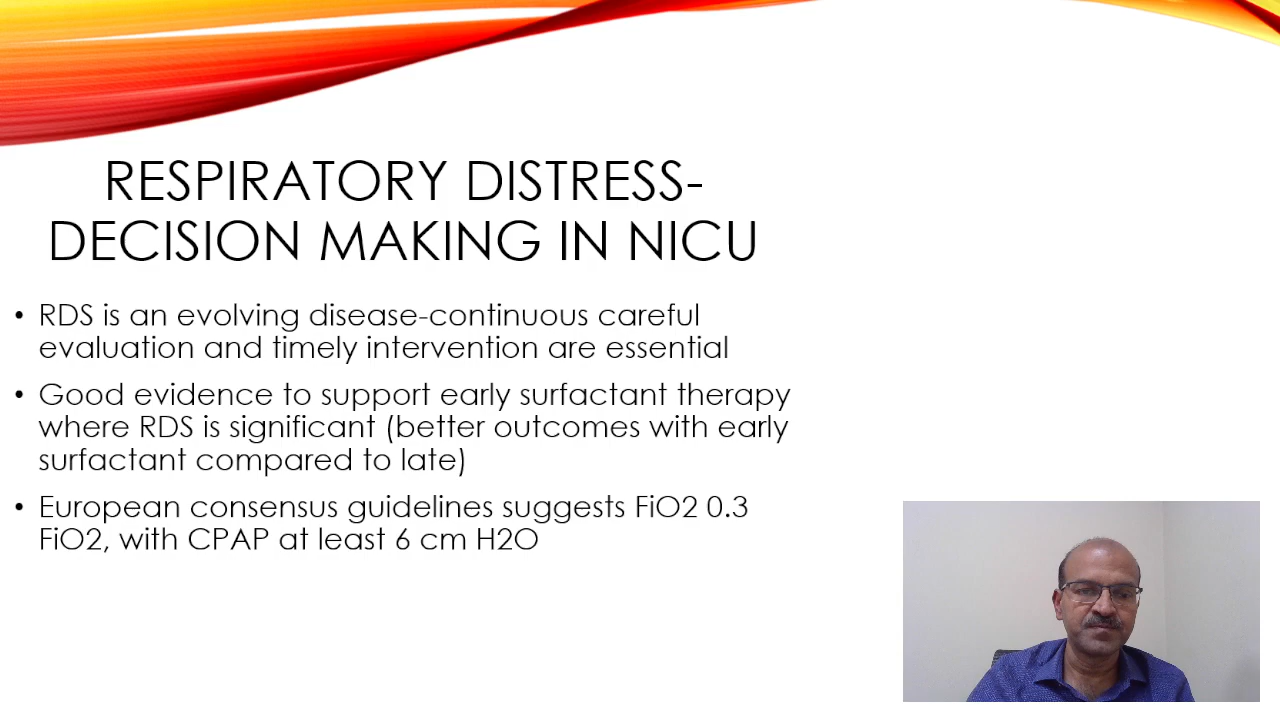 RESPIRATORY DISTRESS-
DECISION MAKING IN NICU
• RDS is an evolving disease-continuous careful
evaluation and timely intervention are essential
• Good evidence to support early surfactant therapy
where RDS is significant (better outcomes with early
surfactant compared to late)
• European consensus guidelines suggests FiO2 0.3
FiO2, with CPAP at least 6 cm H2O